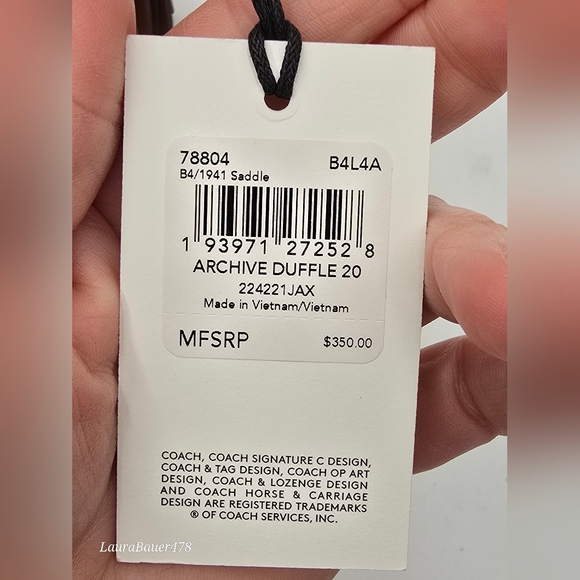 78804 B4L4A
B4/1941 Saddle
1 93971 27252 8
ARCHIVE DUFFLE 20
224221JAX
Made in Vietnam/Vietnam
MFSRP $350.00
COACH, COACH SIGNATURE C DESIGN,
COACH & TAG DESIGN, COACH OP ART
DESIGN, COACH & LOZENGE DESIGN
AND COACH HORSE & CARRIAGE
DESIGN ARE REGISTERED TRADEMARKS
® OF COACH SERVICES, INC.
LauraBauer478